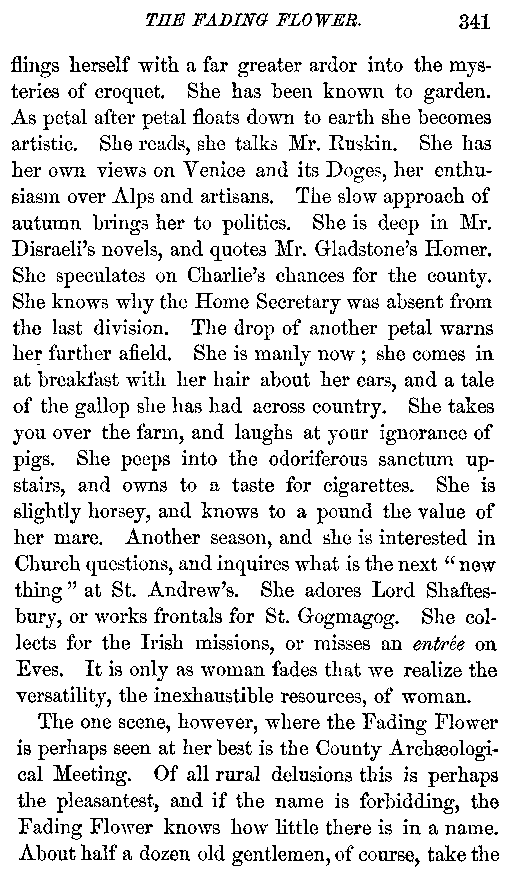 THE FADING FLOWER. 341
flings herself with a far greater ardor into the mys-
teries of croquet. She has been known to garden.
As petal after petal floats down to earth she becomes
artistic. She reads, she talks Mr. Ruskin. She has
her own views on Venice and its Doges, her enthu-
siasm over Alps and artisans. The slow approach of
autumn brings her to politics. She is deep in Mr.
Disraeli's novels, and quotes Mr. Gladstone's Homer.
She speculates on Charlie's chances for the county.
She knows why the Home Secretary was absent from
the last division. The drop of another petal warns
her further afield. She is manly now ; she comes in
at breakfast with her hair about her ears, and a tale
of the gallop she has had across country. She takes
you over the farm, and laughs at your ignorance of
pigs. She peeps into the odoriferous sanctum up-
stairs, and owns to a taste for cigarettes. She is
slightly horsey, and knows to a pound the value of
her mare. Another season, and she is interested in
Church questions, and inquires what is the next “ new
thing ” at St. Andrew's. She adores Lord Shaftes-
bury, or works frontals for St. Gogmagog. She col-
lects for the Irish missions, or misses an entrée on
Eves. It is only as woman fades that we realize the
versatility, the inexhaustible resources, of woman.
The one scene, however, where the Fading Flower
is perhaps seen at her best is the County Archæologi-
cal Meeting. Of all rural delusions this is perhaps
the pleasantest, and if the name is forbidding, the
Fading Flower knows how little there is in a name.
About half a dozen old gentlemen, of course, take the